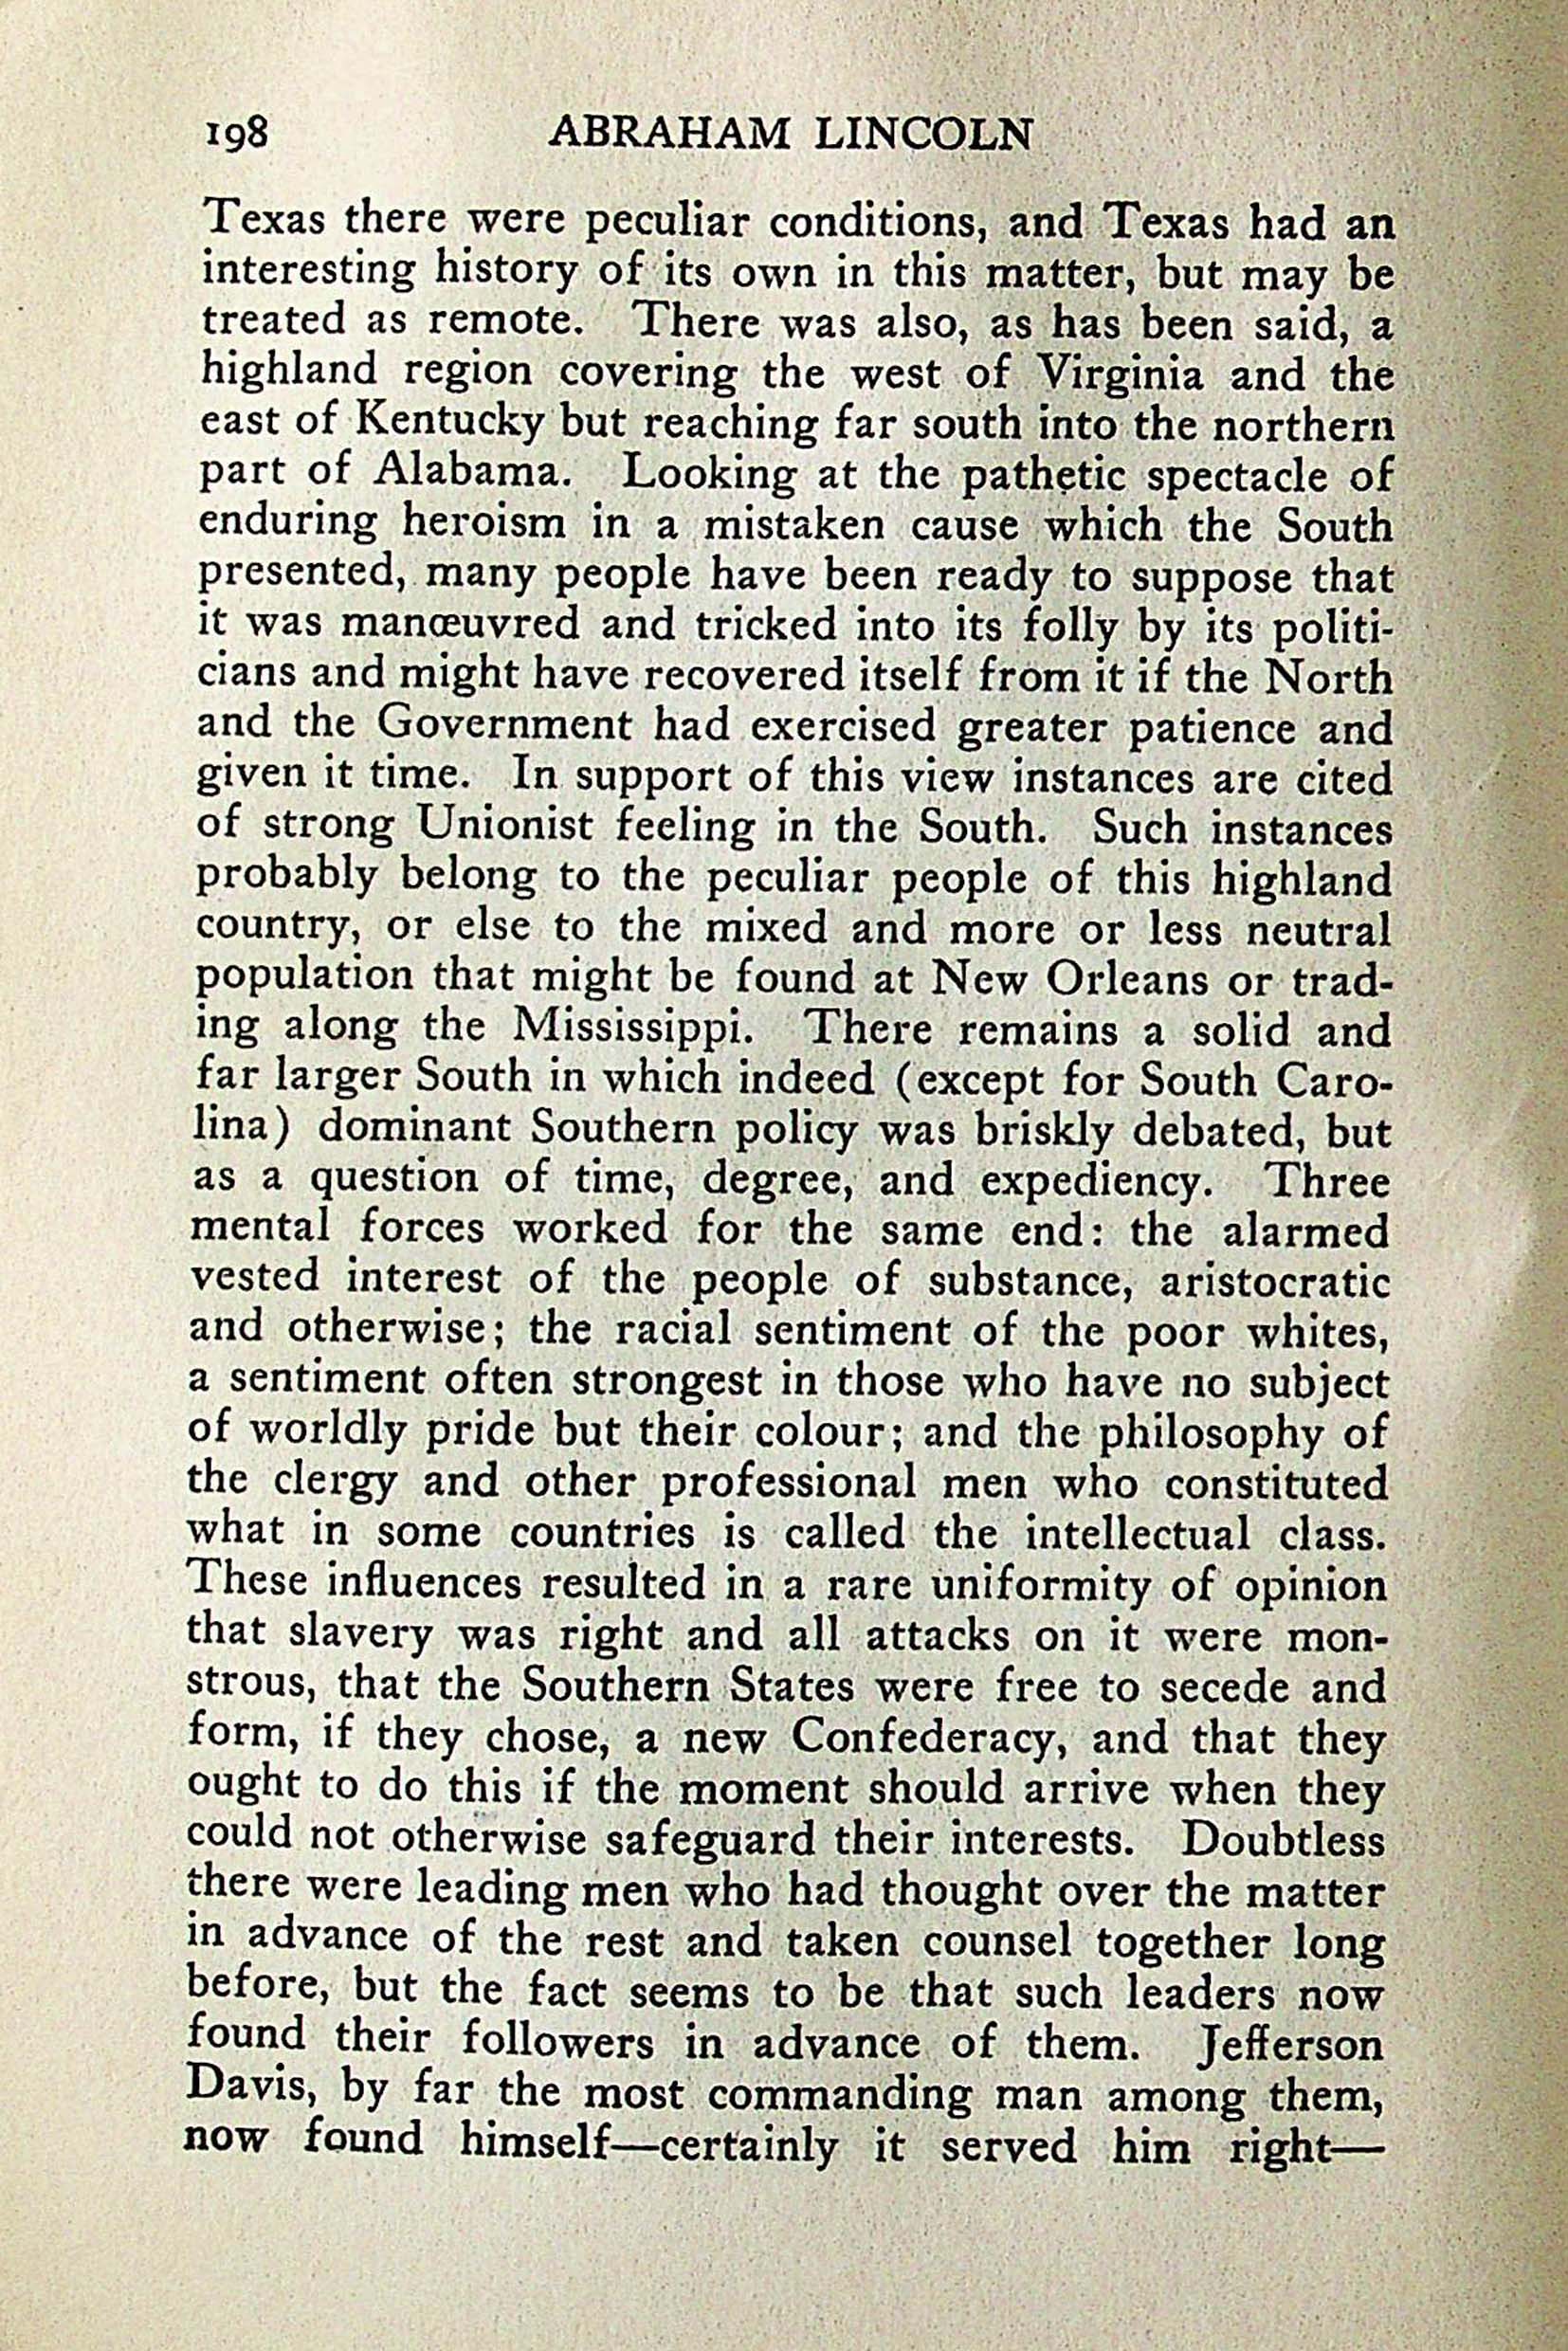 198 ABRAHAM LINCOLN
Texas there were peculiar conditions, and Texas had an
interesting history of its own in this matter, but may be
treated as remote. There was also, as has been said, a
highland region covering the west of Virginia and the
east of Kentucky but reaching far south into the northern
part of Alabama. Looking at the pathetic spectacle of
enduring heroism in a mistaken cause which the South
presented, many people have been ready to suppose that
it was manœuvred and tricked into its folly by its politi-
cians and might have recovered itself from it if the North
and the Government had exercised greater patience and
given it time. In support of this view instances are cited
of strong Unionist feeling in the South. Such instances
probably belong to the peculiar people of this highland
country, or else to the mixed and more or less neutral
population that might be found at New Orleans or trad-
ing along the Mississippi. There remains a solid and
far larger South in which indeed (except for South Caro-
lina) dominant Southern policy was briskly debated, but
as a question of time, degree, and expediency. Three
mental forces worked for the same end: the alarmed
vested interest of the people of substance, aristocratic
and otherwise; the racial sentiment of the poor whites,
a sentiment often strongest in those who have no subject
of worldly pride but their colour; and the philosophy of
the clergy and other professional men who constituted
what in some countries is called the intellectual class.
These influences resulted in a rare uniformity of opinion
that slavery was right and all attacks on it were mon-
strous, that the Southern States were free to secede and
form, if they chose, a new Confederacy, and that they
ought to do this if the moment should arrive when they
could not otherwise safeguard their interests. Doubtless
there were leading men who had thought over the matter
in advance of the rest and taken counsel together long
before, but the fact seems to be that such leaders now
found their followers in advance of them. Jefferson
Davis, by far the most commanding man among them,
now found himself—certainly it served him right—